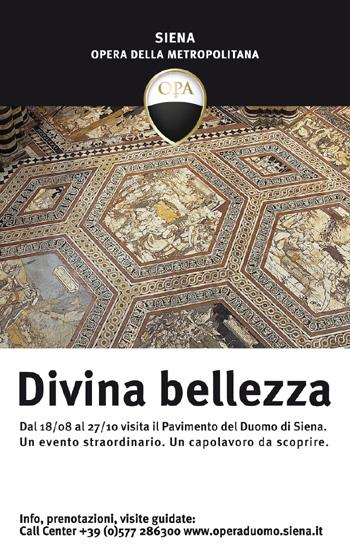 SIENA
OPERA DELLA METROPOLITANA
OPA
Divina bellezza
Dal 18/08 al 27/10 visita il Pavimento del Duomo di Siena.
Un evento straordinario. Un capolavoro da scoprire.
Info, prenotazioni, visite guidate:
Call Center +39 (0)577 286300 www.operaduomo.siena.it